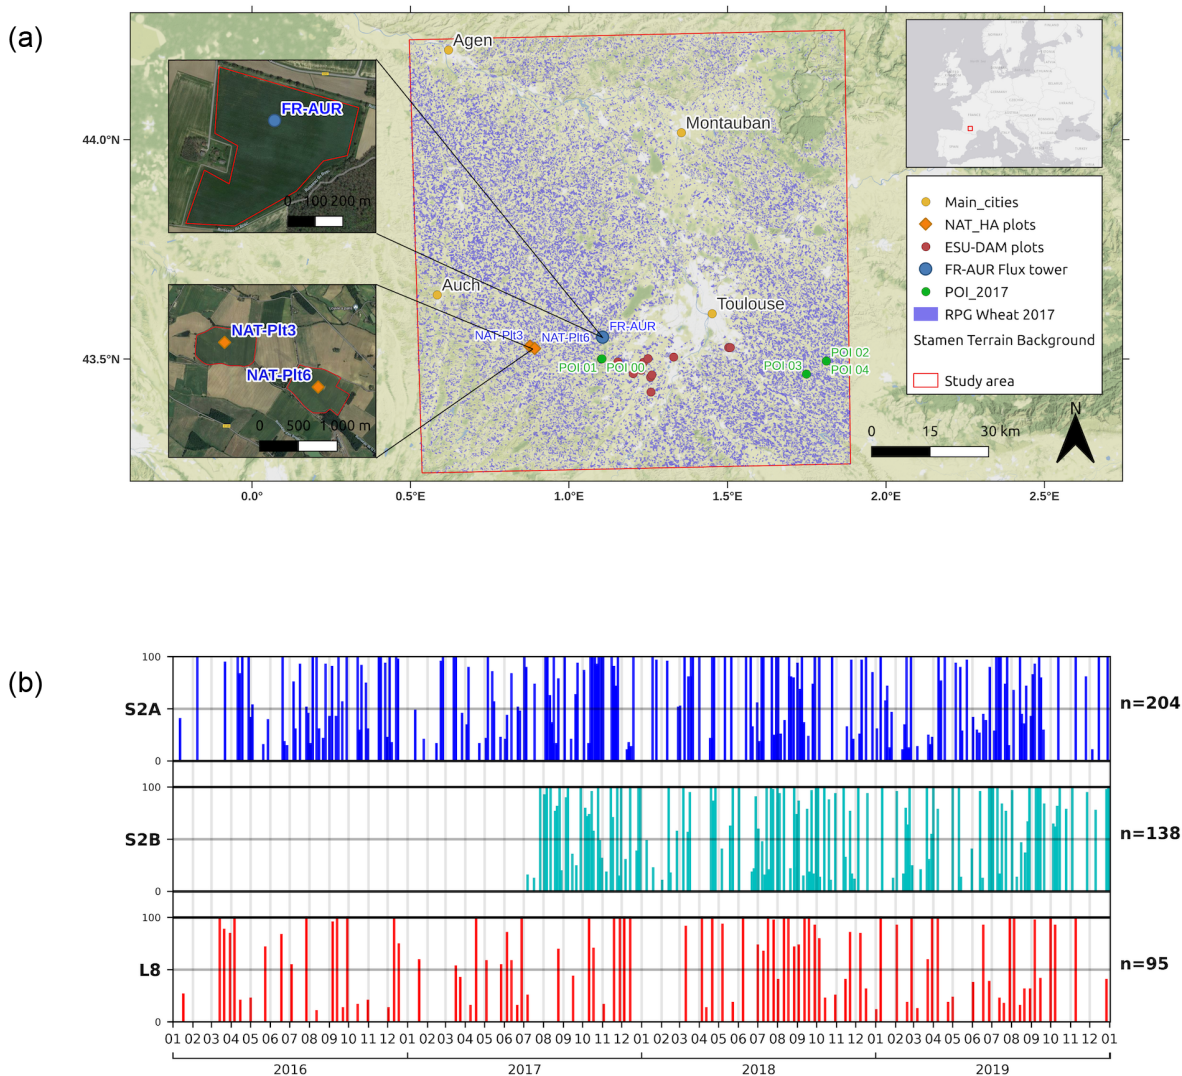 (a)
Agen
Montauban
Auch
Toulouse
FR-AUR
0 100 200 m
NAT-Plt3
NAT-Plt6
0 500 1 000 m
NAT-Plt3
NAT-Plt6
FR-AUR
POI 01
POI 00
POI 03
POI 02
POI 04
Main_cities
NAT_HA plots
ESU-DAM plots
FR-AUR Flux tower
POI_2017
RPG Wheat 2017
Stamen Terrain Background
Study area
N
0 15 30 km
44.0°N
43.5°N
0.0° 0.5°E 1.0°E 1.5°E 2.0°E 2.5°E
(b)
100
S2A
0
n=204
100
S2B
0
n=138
100
L8
0
n=95
01 02 03 04 05 06 07 08 09 10 11 12 01 02 03 04 05 06 07 08 09 10 11 12 01 02 03 04 05 06 07 08 09 10 11 12 01 02 03 04 05 06 07 08 09 10 11 12 01
2016 2017 2018 2019